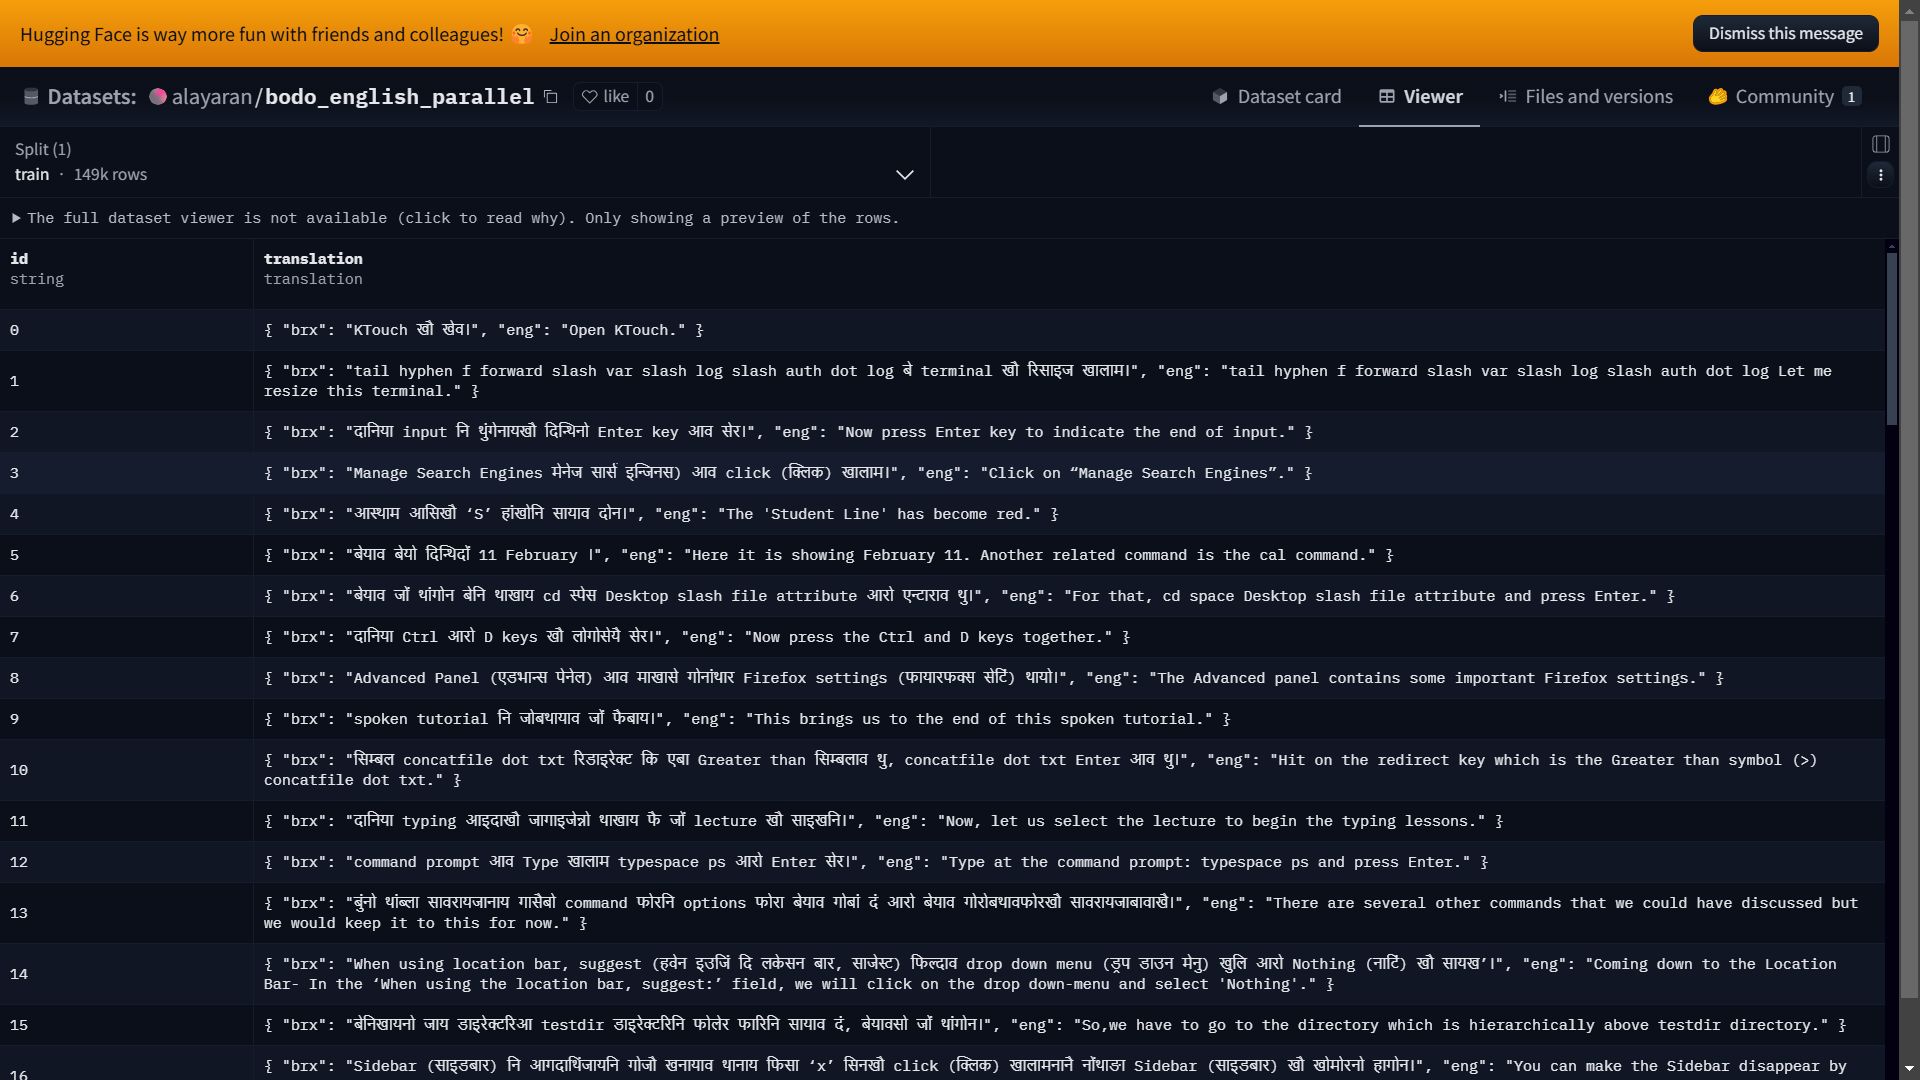 Hugging Face is way more fun with friends and colleagues! 🤗 Join an organization
Dismiss this message
Datasets: alayaran/bodo_english_parallel like 0
Dataset card Viewer Files and versions Community 1
Split (1)
train · 149k rows
The full dataset viewer is not available (click to read why). Only showing a preview of the rows.
id translation
string translation
0 { "brx": "KTouch खौ खेव।", "eng": "Open KTouch." }
1 { "brx": "tail hyphen f forward slash var slash log slash auth dot log बे terminal खौ रिसाइज खालाम।", "eng": "tail hyphen f forward slash var slash log slash auth dot log Let me
resize this terminal." }
2 { "brx": "दानिया input नि थुंगेनायखौ दिन्थिनो Enter key आव सेर।", "eng": "Now press Enter key to indicate the end of input." }
3 { "brx": "Manage Search Engines मेनेज सार्स इन्जिनस) आव click (क्लिक) खालाम।", "eng": "Click on “Manage Search Engines”." }
4 { "brx": "आस्थाम आसिखौ ‘S’ हांखोनि सायाव दोन।", "eng": "The 'Student Line' has become red." }
5 { "brx": "बेयाव बेयो दिन्थिदों 11 February ।", "eng": "Here it is showing February 11. Another related command is the cal command." }
6 { "brx": "बेयाव जों थांगोन बेनि थाखाय cd स्पेस Desktop slash file attribute आरो एन्टाराव थु।", "eng": "For that, cd space Desktop slash file attribute and press Enter." }
7 { "brx": "दानिया Ctrl आरो D keys खौ लोगोसेयै सेर।", "eng": "Now press the Ctrl and D keys together." }
8 { "brx": "Advanced Panel (एडभान्स पेनेल) आव माखासे गोनांथार Firefox settings (फायारफक्स सेटिं) थायो।", "eng": "The Advanced panel contains some important Firefox settings." }
9 { "brx": "spoken tutorial नि जोबथायाव जों फैबाय।", "eng": "This brings us to the end of this spoken tutorial." }
10 { "brx": "सिम्बल concatfile dot txt रिडाइरेक्ट कि एबा Greater than सिम्बलाव थु, concatfile dot txt Enter आव थु।", "eng": "Hit on the redirect key which is the Greater than symbol (>)
concatfile dot txt." }
11 { "brx": "दानिया typing आइदाखौ जागाइजेन्नो थाखाय फै जों lecture खौ साइखनि।", "eng": "Now, let us select the lecture to begin the typing lessons." }
12 { "brx": "command prompt आव Type खालाम typespace ps आरो Enter सेर।", "eng": "Type at the command prompt: typespace ps and press Enter." }
13 { "brx": "बुंनो थांब्ला सावरायजानाय गासैबो command फोरनि options फोरा बेयाव गोबां दं आरो बेयाव गोरोबथावफोरखौ सावरायजाबावाखै।", "eng": "There are several other commands that we could have discussed but
we would keep it to this for now." }
14 { "brx": "When using location bar, suggest (हवेन इउजिं दि लकेसन बार, साजेस्ट) फिल्दाव drop down menu (ड्रप डाउन मेनु) खुलि आरो Nothing (नाटिं) खौ सायख’।", "eng": "Coming down to the Location
Bar- In the ‘When using the location bar, suggest:’ field, we will click on the drop down-menu and select 'Nothing'." }
15 { "brx": "बेनिखायनो जाय डाइरेक्टरिआ testdir डाइरेक्टरिनि फोलेर फारिनि सायाव दं, बेयावसो जों थांगोन।", "eng": "So,we have to go to the directory which is hierarchically above testdir directory." }
16 { "brx": "Sidebar (साइडबार) नि आगदाथिंजायनि गोजौ खनायाव थानाय फिसा ‘x’ सिनखौ click (क्लिक) खालामनानै नोंथाङा Sidebar (साइडबार) खौ खोमोरनो हागोन।", "eng": "You can make the Sidebar disappear by